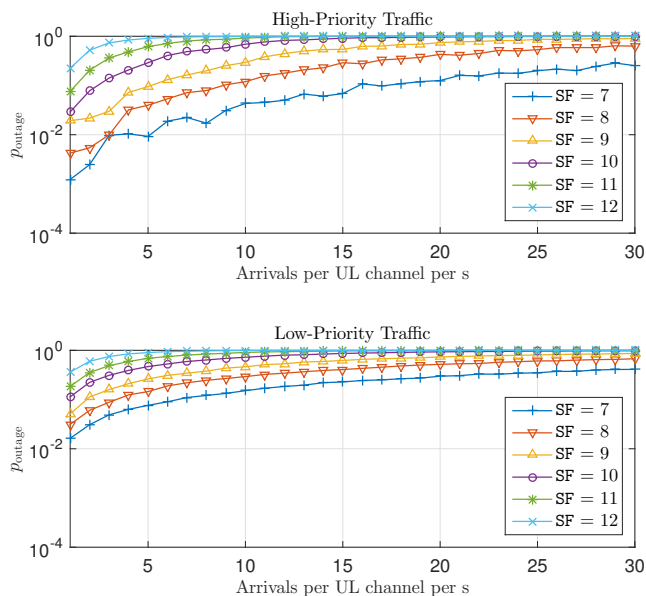 High-Priority Traffic
10^0
10^-2
10^-4
p_outage
5 10 15 20 25 30
Arrivals per UL channel per s
SF = 7
SF = 8
SF = 9
SF = 10
SF = 11
SF = 12
Low-Priority Traffic
10^0
10^-2
10^-4
p_outage
5 10 15 20 25 30
Arrivals per UL channel per s
SF = 7
SF = 8
SF = 9
SF = 10
SF = 11
SF = 12